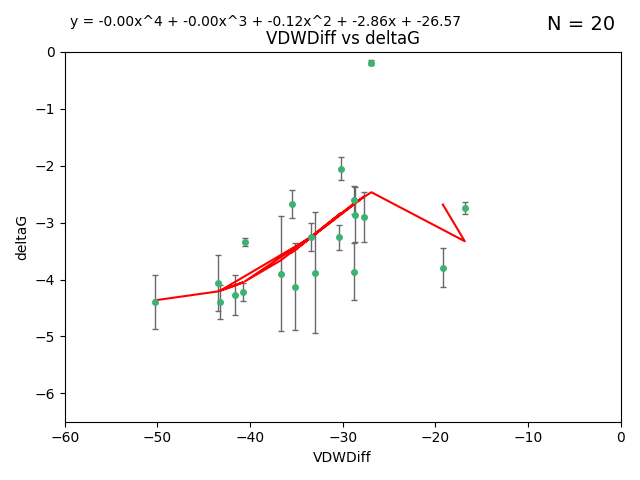 y = -0.00x^4 + -0.00x^3 + -0.12x^2 + -2.86x + -26.57
N = 20
VDWDiff vs deltaG
0
−1
−2
−3
−4
−5
−6
deltaG
−60
−50
−40
−30
−20
−10
0
VDWDiff